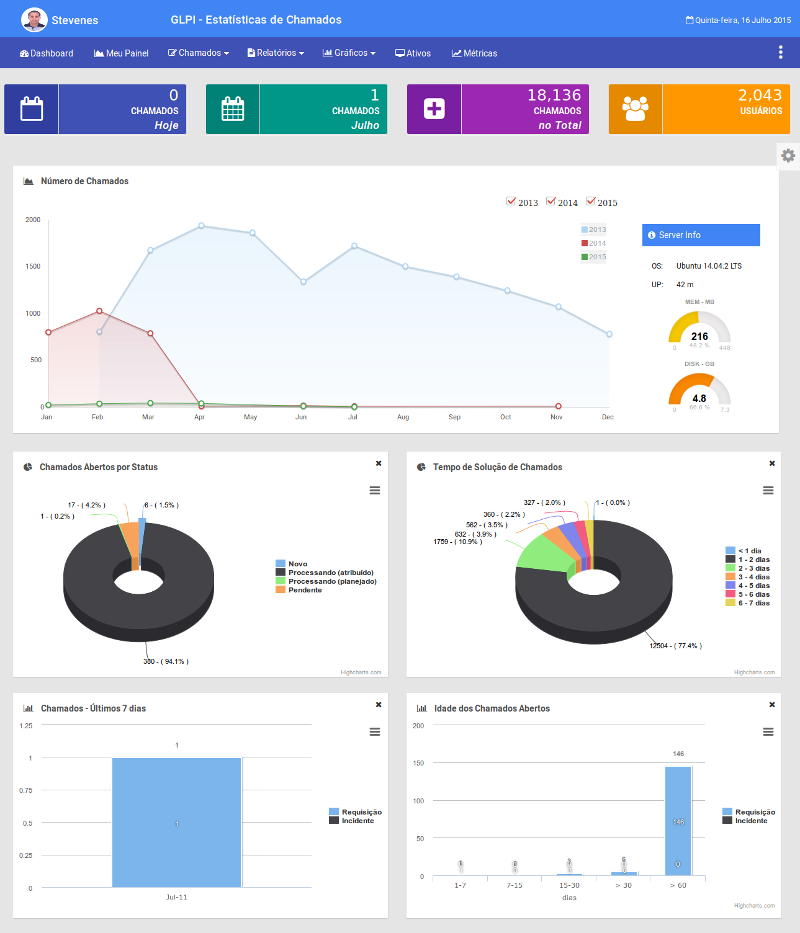 Stevenes
GLPI - Estatísticas de Chamados
Quinta-feira, 16 Julho 2015
Dashboard
Meu Painel
Chamados
Relatórios
Gráficos
Ativos
Métricas
0
CHAMADOS
Hoje
1
CHAMADOS
Julho
18,136
CHAMADOS
no Total
2,043
USUÁRIOS
Número de Chamados
2013 2014 2015
2000
1500
1000
500
0
Jan Feb Mar Apr May Jun Jul Aug Sep Oct Nov Dec
2013
2014
2015
Server Info
OS: Ubuntu 14.04.2 LTS
UP: 42 m
MEM - MB
216
48.2 %
0 448
DISK - GB
4.8
66.6 %
0 7.2
Chamados Abertos por Status
17 - ( 4.2% )
6 - ( 1.5% )
1 - ( 0.2% )
380 - ( 94.1% )
Novo
Processando (atribuído)
Processando (planejado)
Pendente
Highcharts.com
Tempo de Solução de Chamados
327 - ( 2.0% )
1 - ( 0.0% )
360 - ( 2.2% )
562 - ( 3.5% )
632 - ( 3.9% )
1759 - ( 10.9% )
12504 - ( 77.4% )
< 1 dia
1 - 2 dias
2 - 3 dias
3 - 4 dias
4 - 5 dias
5 - 6 dias
6 - 7 dias
Highcharts.com
Chamados - Últimos 7 dias
1.25
1
0.75
0.5
0.25
0
1
1
Jul-11
Requisição
Incidente
Idade dos Chamados Abertos
200
150
100
50
0
146
146
0
1-7 7-15 15-30 > 30 > 60
dias
Requisição
Incidente
Highcharts.com